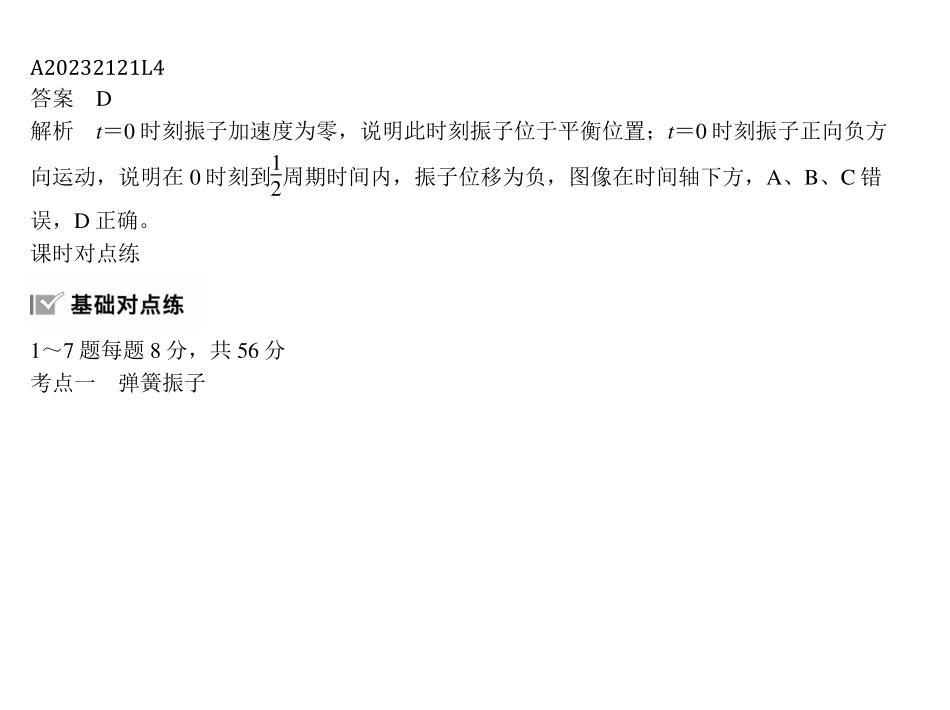 A20232121L4
答案　D
解析　t＝0 时刻振子加速度为零，说明此时刻振子位于平衡位置；t＝0 时刻振子正向负方
向运动，说明在 0 时刻到1/2周期时间内，振子位移为负，图像在时间轴下方，A、B、C 错
误，D 正确。
课时对点练
基础对点练
1～7 题每题 8 分，共 56 分
考点一　弹簧振子